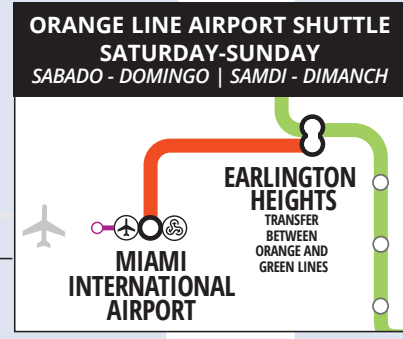 ORANGE LINE AIRPORT SHUTTLE
SATURDAY-SUNDAY
SABADO - DOMINGO | SAMDI - DIMANCH
EARLINGTON
HEIGHTS
TRANSFER
BETWEEN
ORANGE AND
GREEN LINES
MIAMI
INTERNATIONAL
AIRPORT